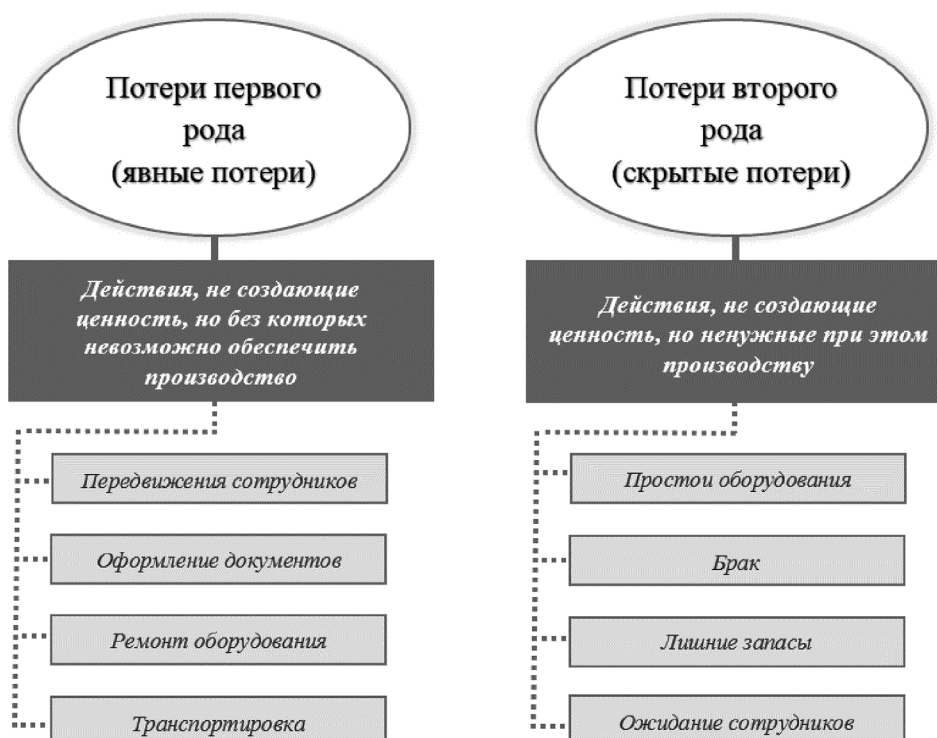 Потери первого
рода
(явные потери)
Действия, не создающие
ценность, но без которых
невозможно обеспечить
производство
Передвижения сотрудников
Оформление документов
Ремонт оборудования
Транспортировка
Потери второго
рода
(скрытые потери)
Действия, не создающие
ценность, но ненужные при этом
производству
Простои оборудования
Брак
Лишние запасы
Ожидание сотрудников